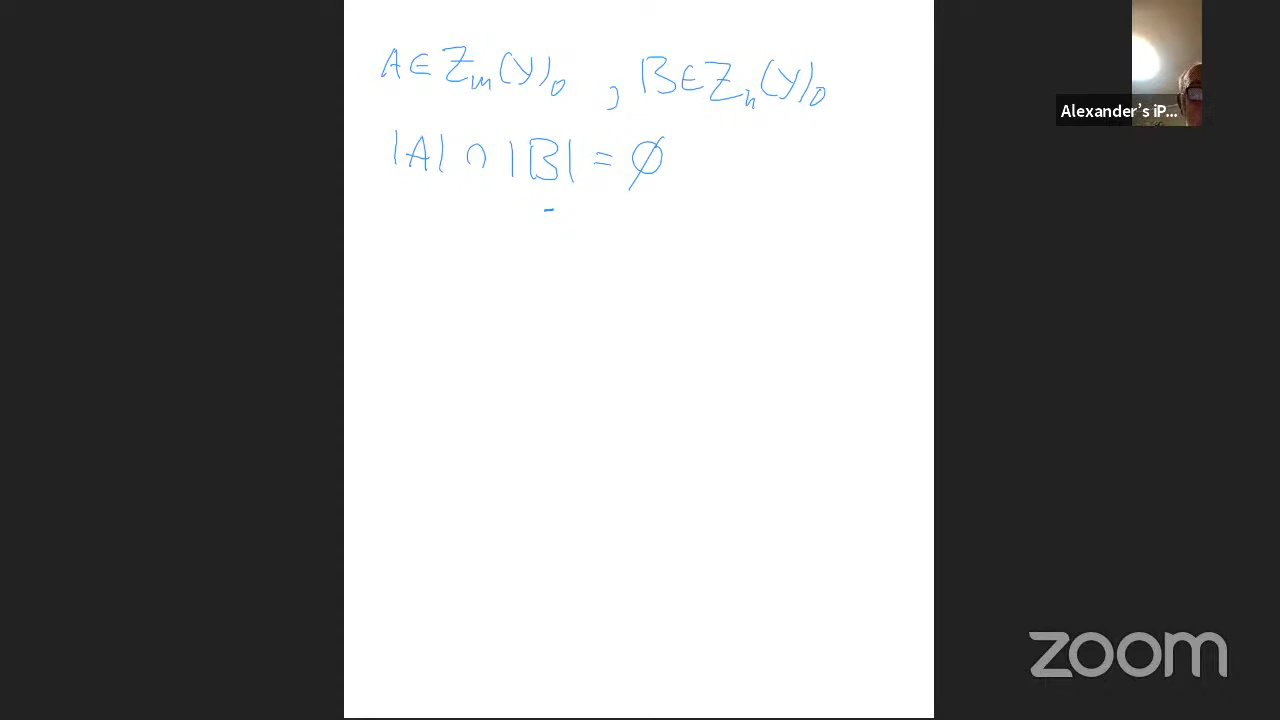 A ∈ Z_m(Y)_0 , B ∈ Z_n(Y)_0
|A| ∩ |B| = ∅
Alexander's iP...
zoom